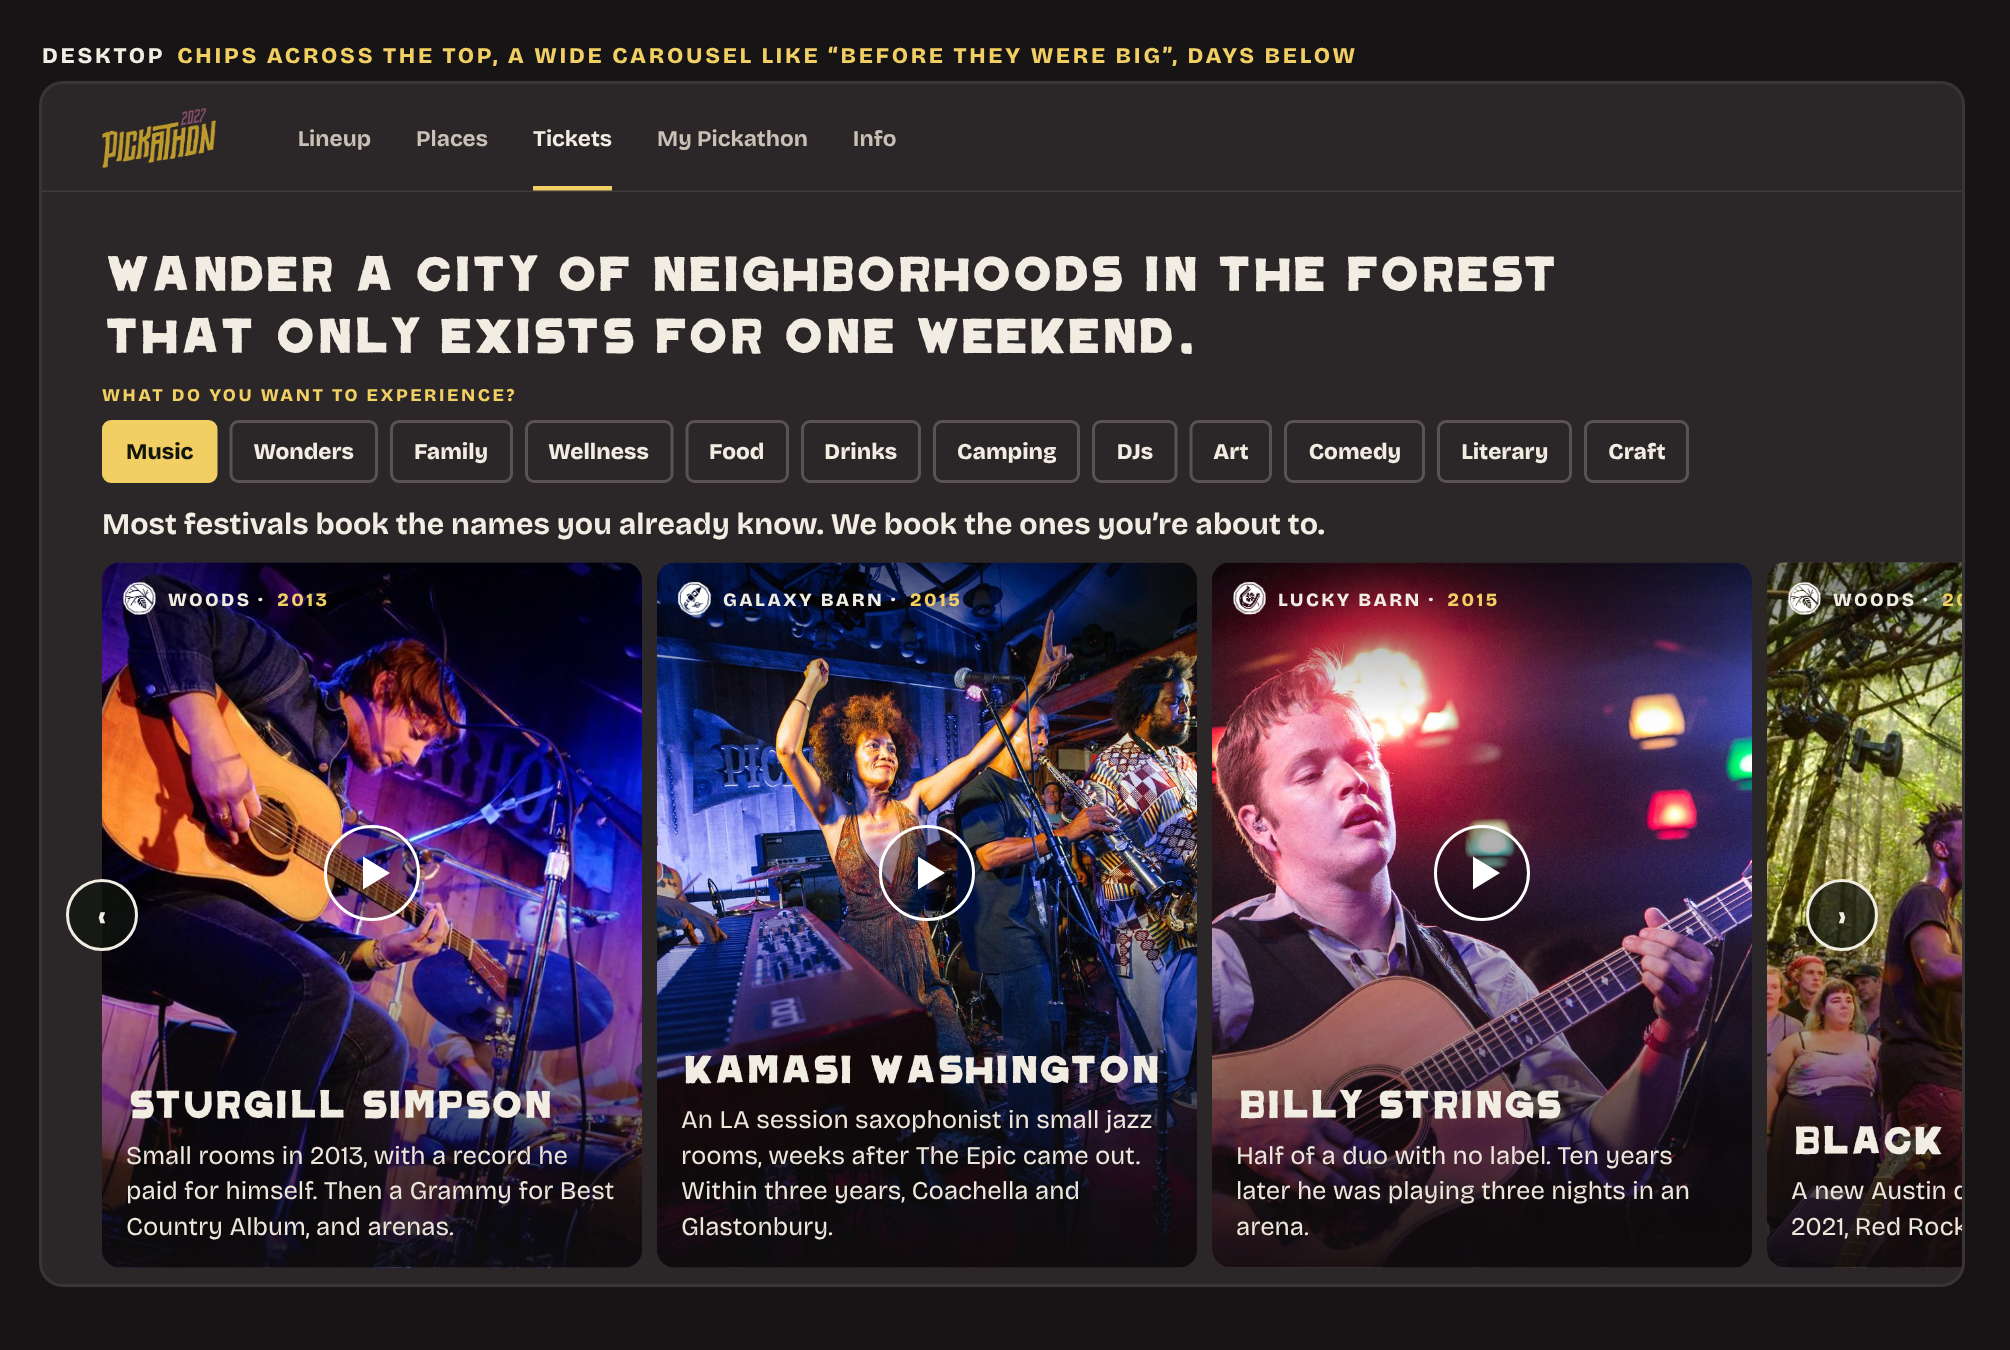 DESKTOP CHIPS ACROSS THE TOP, A WIDE CAROUSEL LIKE “BEFORE THEY WERE BIG”, DAYS BELOW
2027
PICKATHON
Lineup Places Tickets My Pickathon Info
WANDER A CITY OF NEIGHBORHOODS IN THE FOREST
THAT ONLY EXISTS FOR ONE WEEKEND.
WHAT DO YOU WANT TO EXPERIENCE?
Music Wonders Family Wellness Food Drinks Camping DJs Art Comedy Literary Craft
Most festivals book the names you already know. We book the ones you’re about to.
WOODS · 2013
STURGILL SIMPSON
Small rooms in 2013, with a record he
paid for himself. Then a Grammy for Best
Country Album, and arenas.
GALAXY BARN · 2015
PIC
KAMASI WASHINGTON
An LA session saxophonist in small jazz
rooms, weeks after The Epic came out.
Within three years, Coachella and
Glastonbury.
LUCKY BARN · 2015
BILLY STRINGS
Half of a duo with no label. Ten years
later he was playing three nights in an
arena.
WOODS · 20
BLACK
A new Austin
2021, Red Rock